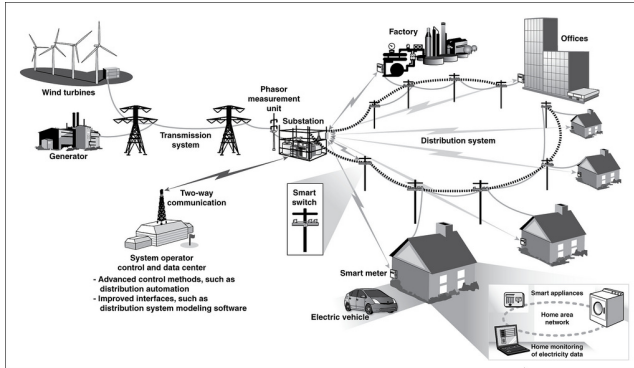 Factory
Offices
Wind turbines
Phasor
measurement
unit
Substation
Transmission
system
Generator
Distribution system
Two-way
communication
Smart
switch
System operator
control and data center
- Advanced control methods, such as
distribution automation
- Improved interfaces, such as
distribution system modeling software
Smart meter
Electric vehicle
Smart appliances
Home area
network
Home monitoring
of electricity data